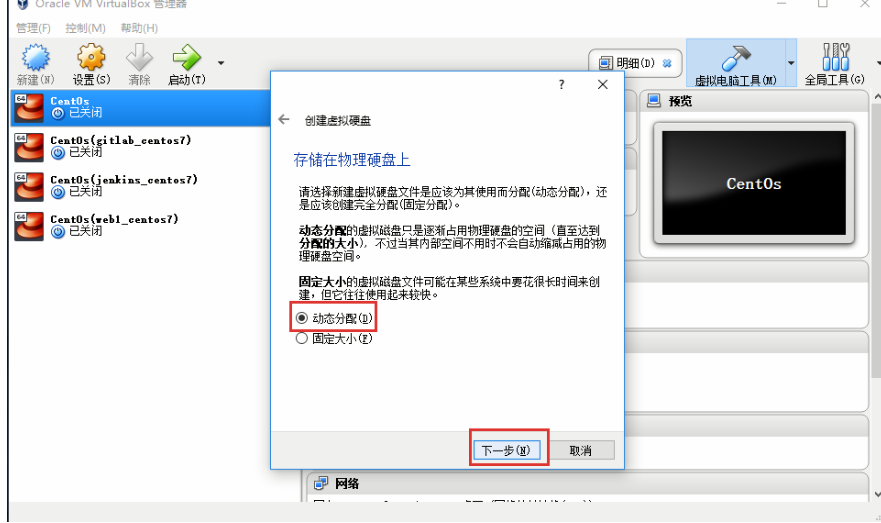 Oracle VM VirtualBox 管理器
管理(F) 控制(M) 帮助(H)
新建(N) 设置(S) 清除 启动(T)
明细(D)
虚拟电脑工具(M) 全局工具(G)
64 CentOs
已关闭
64 CentOs(gitlab_centos7)
已关闭
64 CentOs(jenkins_centos7)
已关闭
64 CentOs(web1_centos7)
已关闭
? ×
← 创建虚拟硬盘
存储在物理硬盘上
请选择新建虚拟硬盘文件是应该为其使用而分配(动态分配)，还
是应该创建完全分配(固定分配)。
动态分配的虚拟磁盘只是逐渐占用物理硬盘的空间（直至达到
分配的大小)，不过当其内部空间不用时不会自动缩减占用的物
理硬盘空间。
固定大小的虚拟磁盘文件可能在某些系统中要花很长时间来创
建，但它往往使用起来较快。
动态分配(D)
固定大小(F)
下一步(N) 取消
预览
CentOs
网络